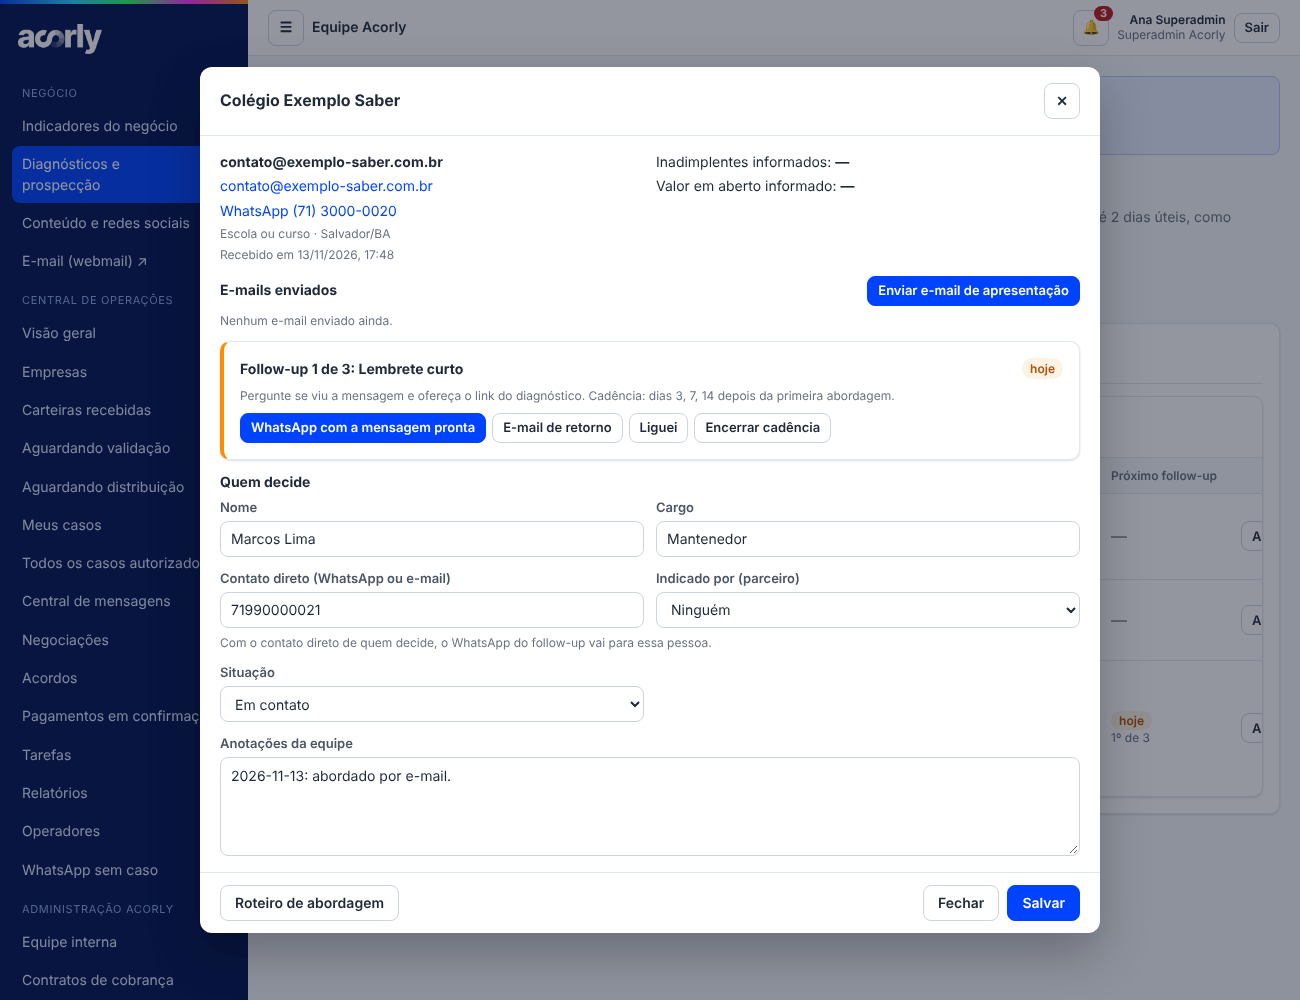 acorly
☰
Equipe Acorly
3
Ana Superadmin
Superadmin Acorly
Sair
NEGÓCIO
Indicadores do negócio
Diagnósticos e
prospecção
Conteúdo e redes sociais
E-mail (webmail) ↗
CENTRAL DE OPERAÇÕES
Visão geral
Empresas
Carteiras recebidas
Aguardando validação
Aguardando distribuição
Meus casos
Todos os casos autorizado
Central de mensagens
Negociações
Acordos
Pagamentos em confirmaç
Tarefas
Relatórios
Operadores
WhatsApp sem caso
ADMINISTRAÇÃO ACORLY
Equipe interna
Contratos de cobrança
Colégio Exemplo Saber
×
contato@exemplo-saber.com.br
contato@exemplo-saber.com.br
WhatsApp (71) 3000-0020
Escola ou curso · Salvador/BA
Recebido em 13/11/2026, 17:48
Inadimplentes informados: —
Valor em aberto informado: —
E-mails enviados
Enviar e-mail de apresentação
Nenhum e-mail enviado ainda.
Follow-up 1 de 3: Lembrete curto
hoje
Pergunte se viu a mensagem e ofereça o link do diagnóstico. Cadência: dias 3, 7, 14 depois da primeira abordagem.
WhatsApp com a mensagem pronta
E-mail de retorno
Liguei
Encerrar cadência
Quem decide
Nome
Cargo
Marcos Lima
Mantenedor
Contato direto (WhatsApp ou e-mail)
Indicado por (parceiro)
71990000021
Ninguém
Com o contato direto de quem decide, o WhatsApp do follow-up vai para essa pessoa.
Situação
Em contato
Anotações da equipe
2026-11-13: abordado por e-mail.
Roteiro de abordagem
Fechar
Salvar
é 2 dias úteis, como
Próximo follow-up
—
A
—
A
hoje
1º de 3
A